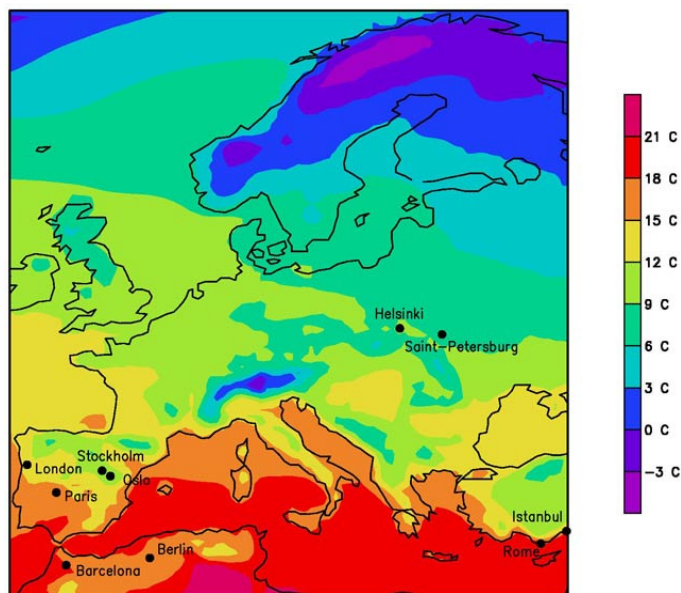 Helsinki
Saint-Petersburg
Stockholm
London
Oslo
Paris
Istanbul
Rome
Berlin
Barcelona
21 C
18 C
15 C
12 C
9 C
6 C
3 C
0 C
-3 C